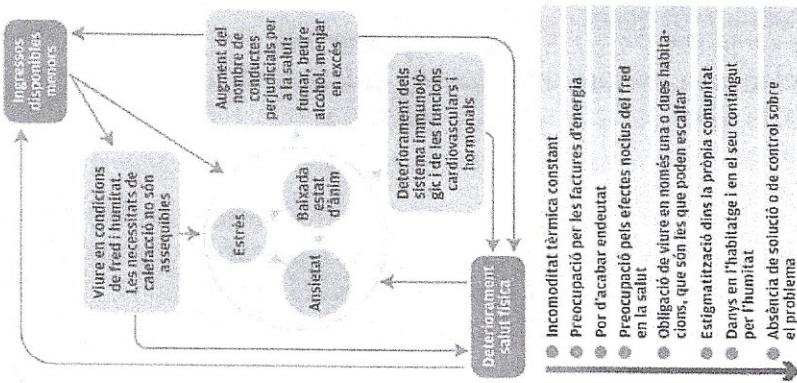 Ingressos
disponibles
menors
Viure en condicions
de fred i humitat.
Les necessitats de
calefacció no són
assequibles
Augment del
nombre de
conductes
perjudicials per
a la salut:
fumar, beure
alcohol, menjar
en excés
Estrès
Ansietat
Baixada
estat
d'ànim
Deteriorament dels
sistema immunolò-
gic i de les funcions
cardiovasculars i
hormonals
Deteriorament
salut física
Incomoditat tèrmica constant
Preocupació per les factures d'energia
Por d'acabar endeutat
Preocupació pels efectes nocius del fred
en la salut
Obligació de viure en només una o dues habita-
cions, que són les que poden escalfar
Estigmatització dins la pròpia comunitat
Danys en l'habitatge i en el seu contingut
per l'humitat
Absència de solució o de control sobre
el problema